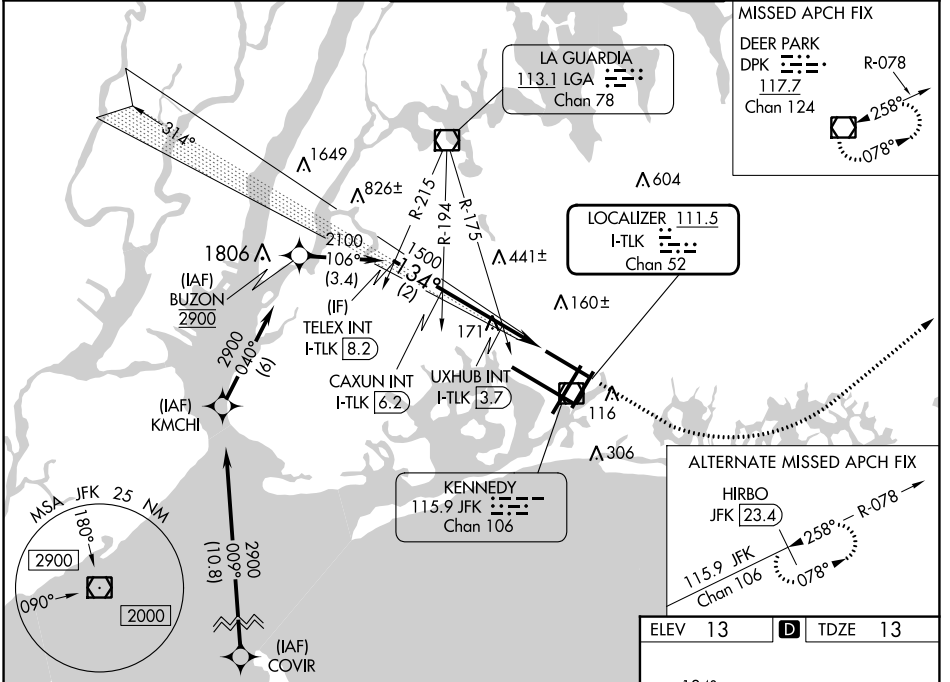 MISSED APCH FIX
DEER PARK
DPK
117.7
Chan 124
R-078
258°
078°
LA GUARDIA
113.1 LGA
Chan 78
314°
1649
826±
604
R-215
R-194
R-175
LOCALIZER 111.5
I-TLK
Chan 52
1806
2100
106°
(3.4)
1500
134°
(2)
441±
160±
(IAF)
BUZON
2900
(IF)
TELEX INT
I-TLK 8.2
171
2900
040°
(6)
CAXUN INT
I-TLK 6.2
UXHUB INT
I-TLK 3.7
(IAF)
KMCHI
116
306
KENNEDY
115.9 JFK
Chan 106
ALTERNATE MISSED APCH FIX
HIRBO
JFK 23.4
R-078
258°
078°
115.9 JFK
Chan 106
MSA JFK 25 NM
180°
2900
090°
2000
2900
009°
(10.8)
(IAF)
COVIR
ELEV 13 D TDZE 13